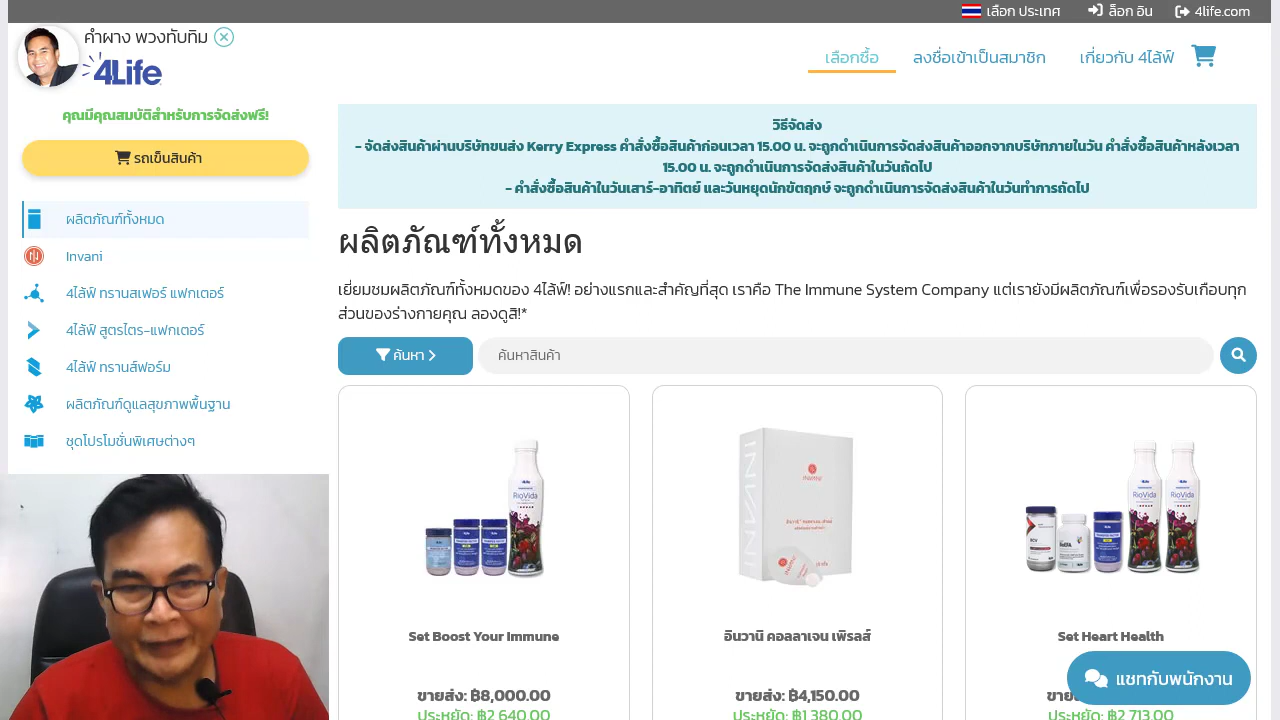 เลือก ประเทศ
ล็อก อิน
4life.com
คำผาง พวงทับทิม
4Life
เลือกซื้อ
ลงชื่อเข้าเป็นสมาชิก
เกี่ยวกับ 4ไล้ฟ์
คุณมีคุณสมบัติสำหรับการจัดส่งฟรี!
รถเข็นสินค้า
ผลิตภัณฑ์ทั้งหมด
Invani
4ไล้ฟ์ ทรานสเฟอร์ แฟกเตอร์
4ไล้ฟ์ สูตรไตร-แฟกเตอร์
4ไล้ฟ์ ทรานส์ฟอร์ม
ผลิตภัณฑ์ดูแลสุขภาพพื้นฐาน
ชุดโปรโมชั่นพิเศษต่างๆ
วิธีจัดส่ง
- จัดส่งสินค้าผ่านบริษัทขนส่ง Kerry Express คำสั่งซื้อสินค้าก่อนเวลา 15.00 น. จะถูกดำเนินการจัดส่งสินค้าออกจากบริษัทภายในวัน คำสั่งซื้อสินค้าหลังเวลา
15.00 น. จะถูกดำเนินการจัดส่งสินค้าในวันถัดไป
- คำสั่งซื้อสินค้าในวันเสาร์-อาทิตย์ และวันหยุดนักขัตฤกษ์ จะถูกดำเนินการจัดส่งสินค้าในวันทำการถัดไป
ผลิตภัณฑ์ทั้งหมด
เยี่ยมชมผลิตภัณฑ์ทั้งหมดของ 4ไล้ฟ์! อย่างแรกและสำคัญที่สุด เราคือ The Immune System Company แต่เรายังมีผลิตภัณฑ์เพื่อรองรับเกือบทุก
ส่วนของร่างกายคุณ ลองดูสิ!*
ค้นหา
ค้นหาสินค้า
RioVida
INVANI
RioVida
RioVida
Set Boost Your Immune
อินวานิ คอลลาเจน เพิรลส์
Set Heart Health
ขายส่ง: ฿8,000.00
ขายส่ง: ฿4,150.00
ประหยัด: ฿2,640.00
ประหยัด: ฿1,380.00
ประหยัด: ฿2,713.00
แชทกับพนักงาน